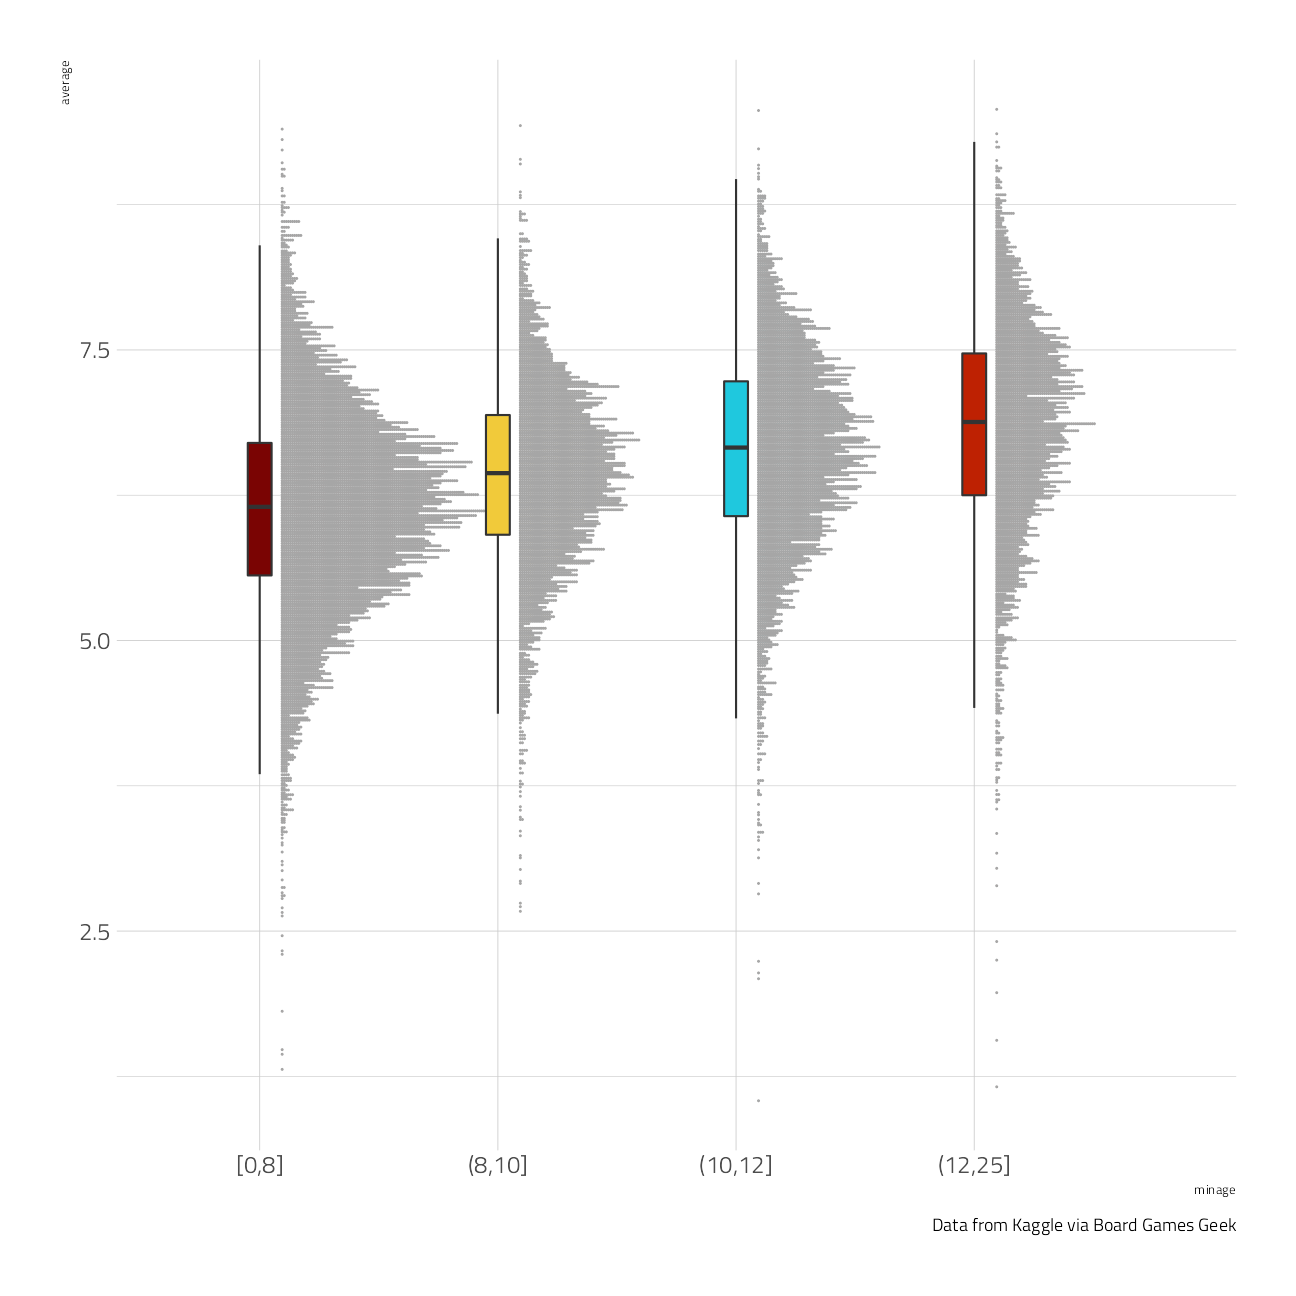 average
7.5
5.0
2.5
[0,8]
(8,10]
(10,12]
(12,25]
minage
Data from Kaggle via Board Games Geek